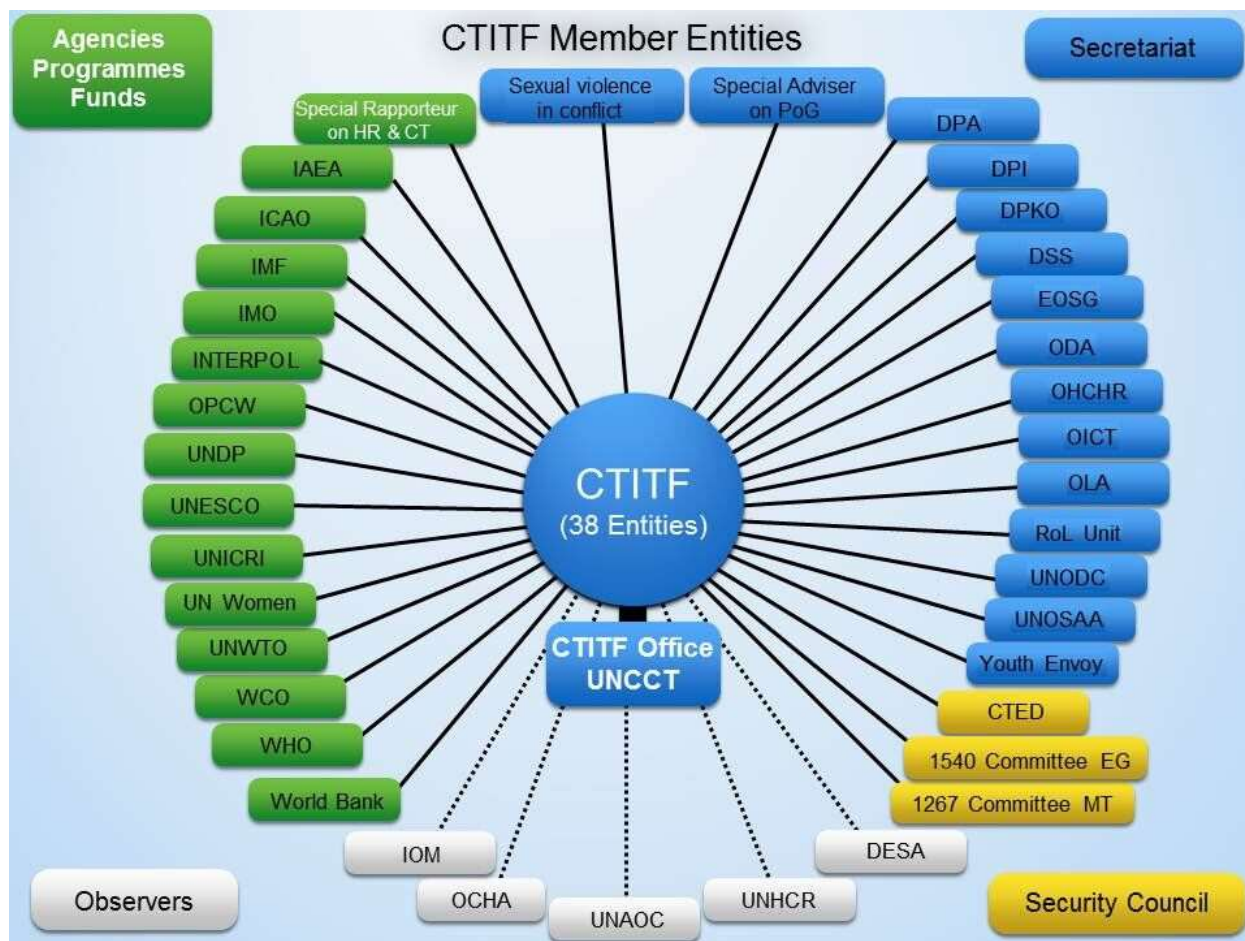 Agencies
Programmes
Funds
CTITF Member Entities
Secretariat
Special Rapporteur
on HR & CT
Sexual violence
in conflict
Special Adviser
on PoG
DPA
IAEA
DPI
ICAO
DPKO
IMF
DSS
IMO
EOSG
INTERPOL
ODA
OPCW
OHCHR
UNDP
OICT
UNESCO
OLA
UNICRI
RoL Unit
UN Women
UNODC
UNWTO
UNOSAA
WCO
Youth Envoy
WHO
CTED
World Bank
1540 Committee EG
1267 Committee MT
CTITF
(38 Entities)
CTITF Office
UNCCT
IOM
OCHA
UNAOC
UNHCR
DESA
Observers
Security Council